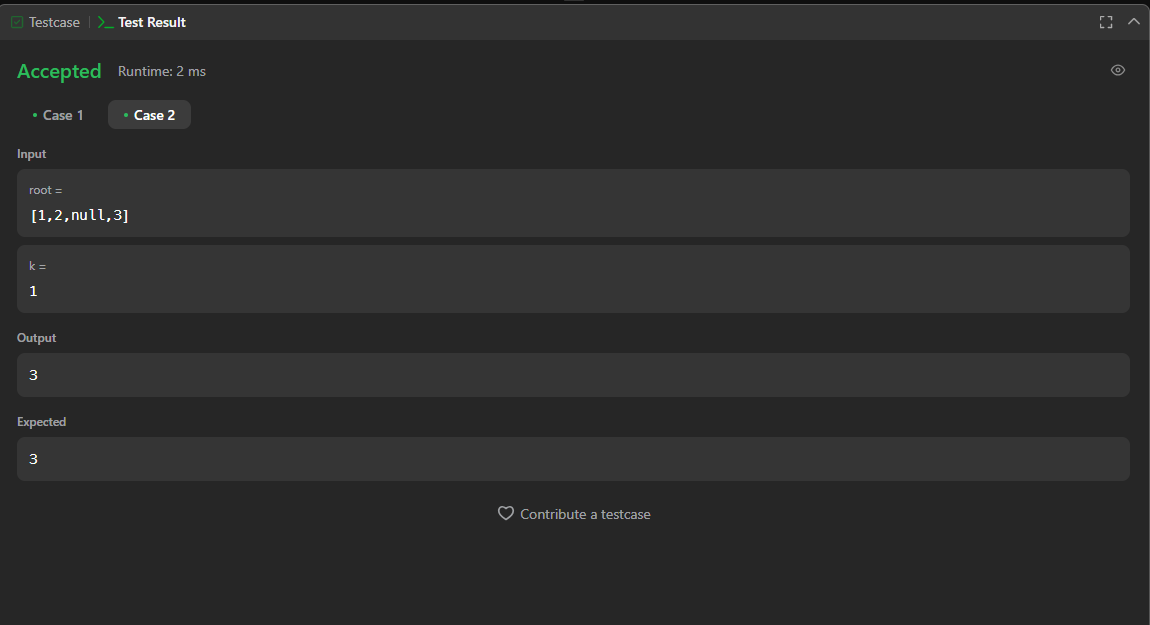 Testcase | >_ Test Result
Accepted Runtime: 2 ms
• Case 1 • Case 2
Input
root =
[1,2,null,3]
k =
1
Output
3
Expected
3
Contribute a testcase